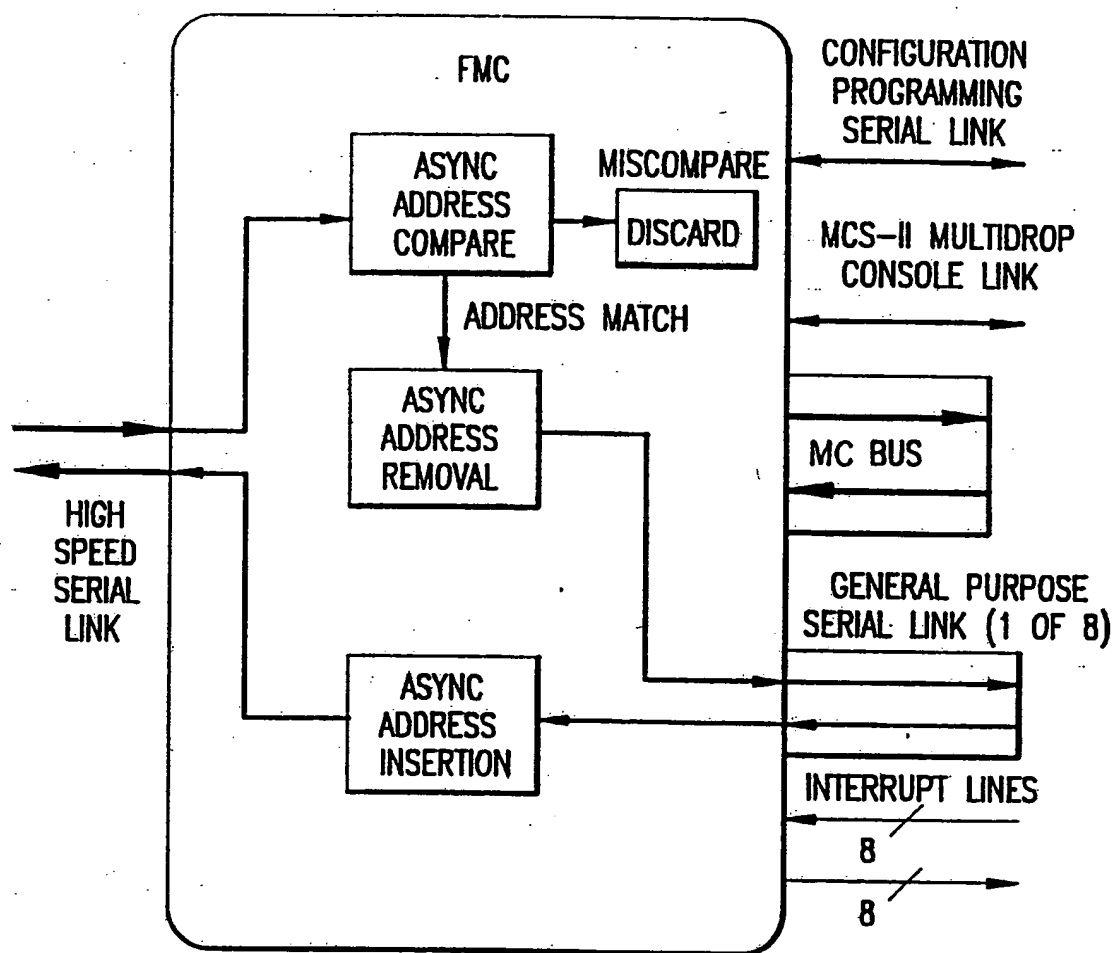 FMC
CONFIGURATION
PROGRAMMING
SERIAL LINK
ASYNC
ADDRESS
COMPARE
MISCOMPARE
DISCARD
MCS-II MULTIDROP
CONSOLE LINK
ADDRESS MATCH
ASYNC
ADDRESS
REMOVAL
MC BUS
HIGH
SPEED
SERIAL
LINK
GENERAL PURPOSE
SERIAL LINK (1 OF 8)
ASYNC
ADDRESS
INSERTION
INTERRUPT LINES
8
8